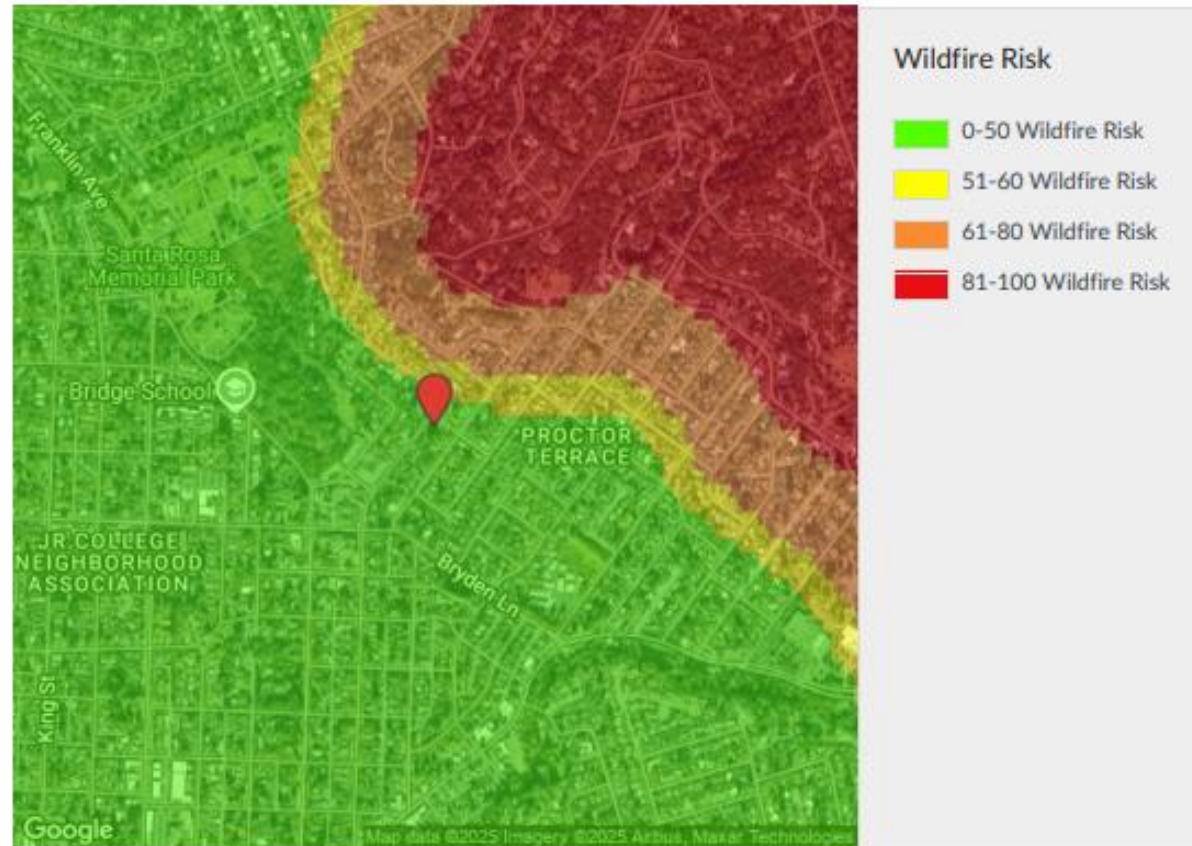 Franklin Ave
Santa Rosa
Memorial Park
Bridge School
PROCTOR
TERRACE
JR COLLEGE
NEIGHBORHOOD
ASSOCIATION
Bryden Ln
King St
Google
Map data ©2025 Imagery ©2025 Airbus, Maxar Technologies
Wildfire Risk
0-50 Wildfire Risk
51-60 Wildfire Risk
61-80 Wildfire Risk
81-100 Wildfire Risk